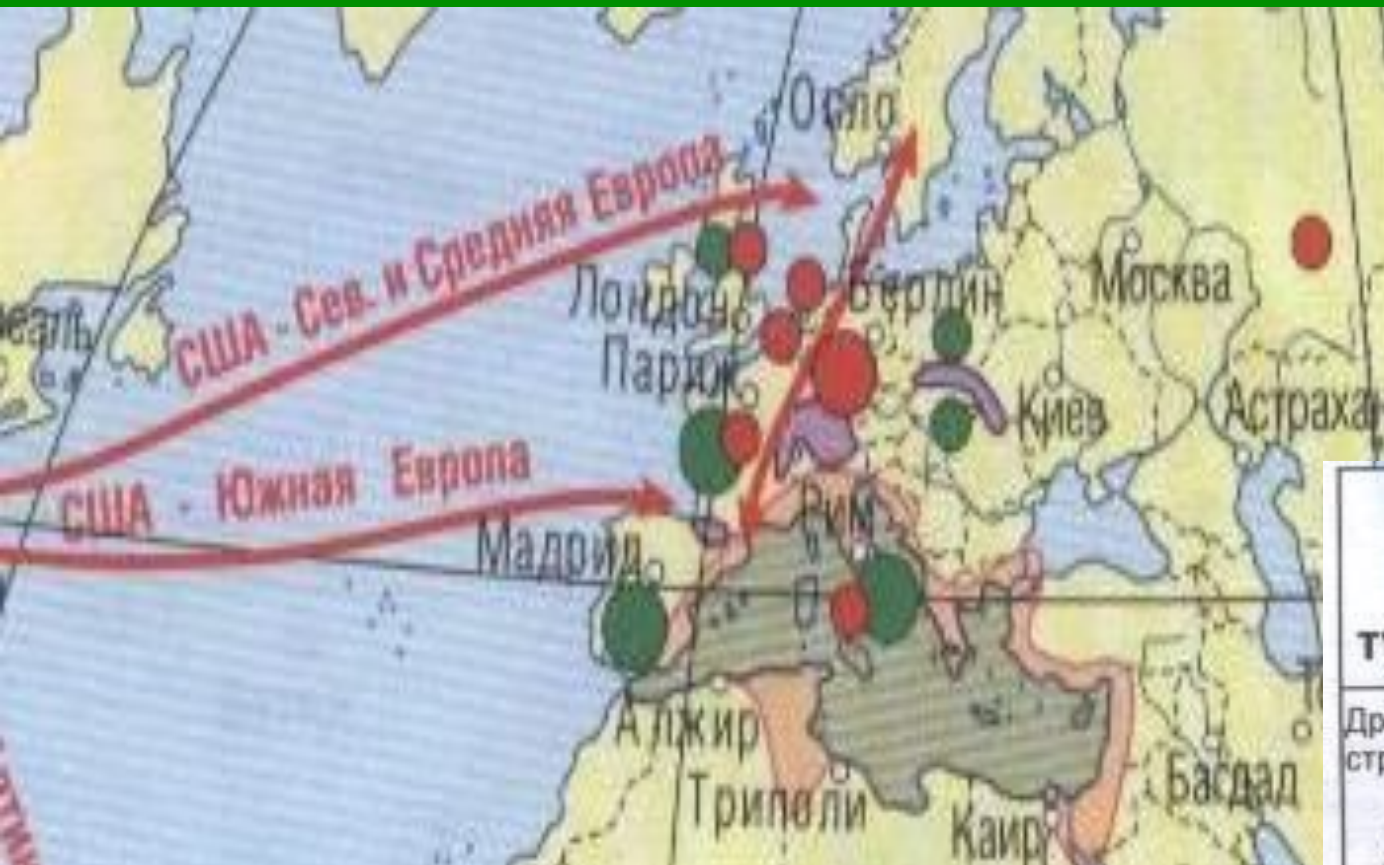 Осло
США - Сев. и Средняя Европа
Лондон
Берлин
Москва
Париж
Киев
Астраха
США - Южная Европа
Мадрид
Рим
Алжир
Триполи
Каир
Багдад